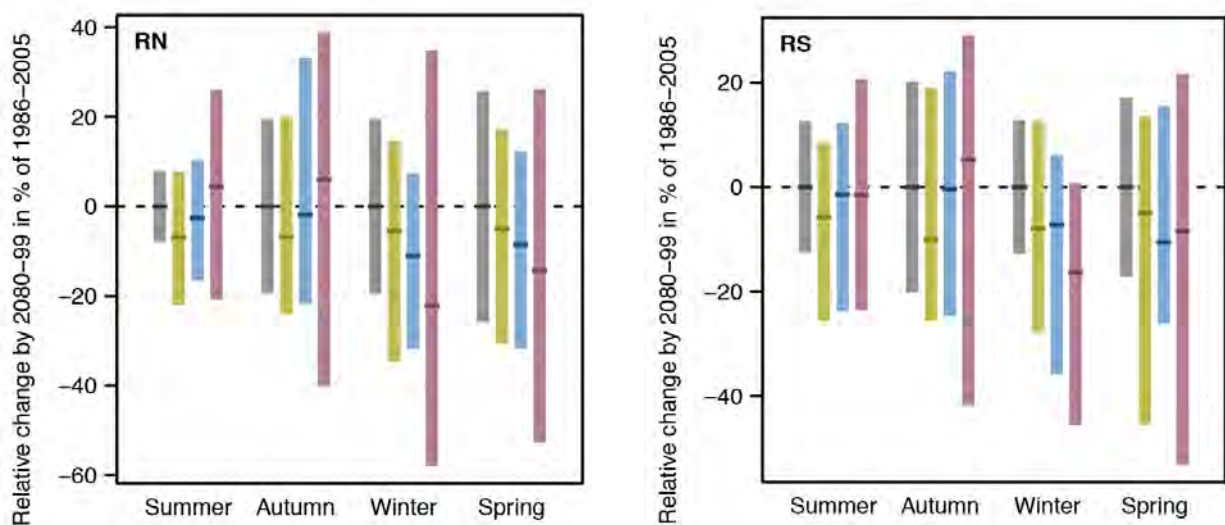 Relative change by 2080–99 in % of 1986–2005
RN
40
20
0
−20
−40
−60
Summer Autumn Winter Spring
Relative change by 2080–99 in % of 1986–2005
RS
20
0
−20
−40
Summer Autumn Winter Spring